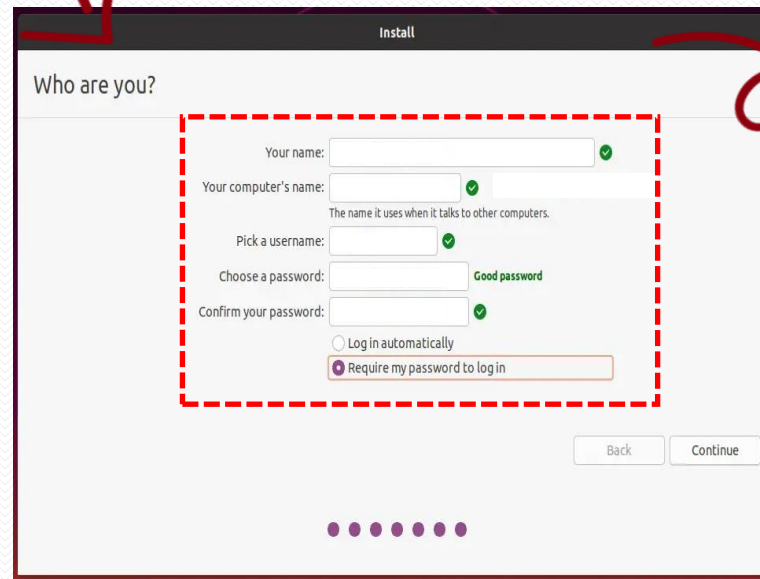 Install
Who are you?
Your name:
Your computer's name:
The name it uses when it talks to other computers.
Pick a username:
Choose a password: Good password
Confirm your password:
Log in automatically
Require my password to log in
Back Continue